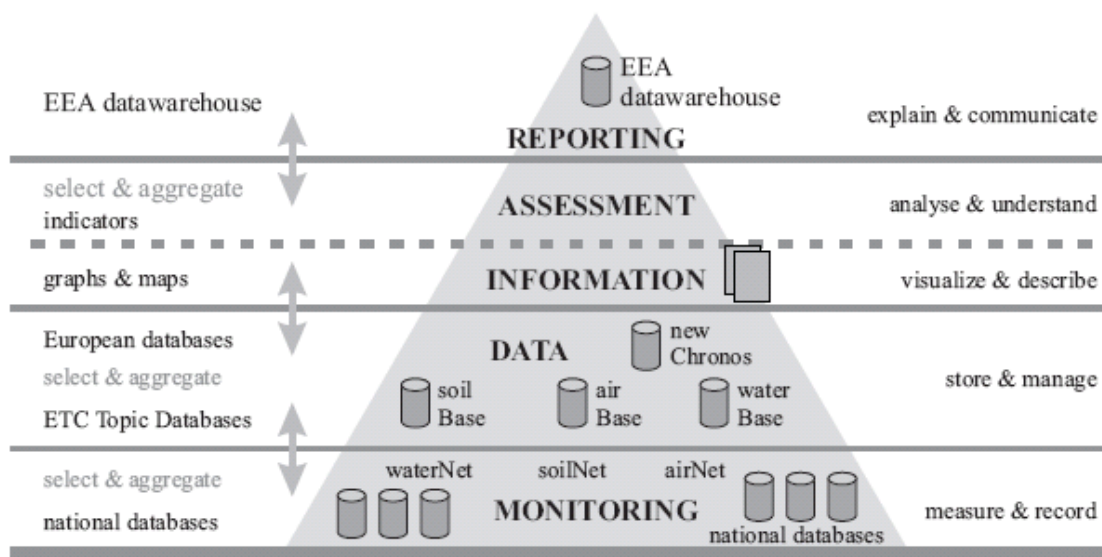 EEA
datawarehouse
EEA datawarehouse
explain & communicate
REPORTING
select & aggregate
ASSESSMENT
analyse & understand
indicators
graphs & maps
INFORMATION
visualize & describe
European databases
new
Chronos
DATA
select & aggregate
store & manage
soil
Base
air
Base
water
Base
ETC Topic Databases
waterNet
soilNet
airNet
select & aggregate
national databases
MONITORING
measure & record
national databases